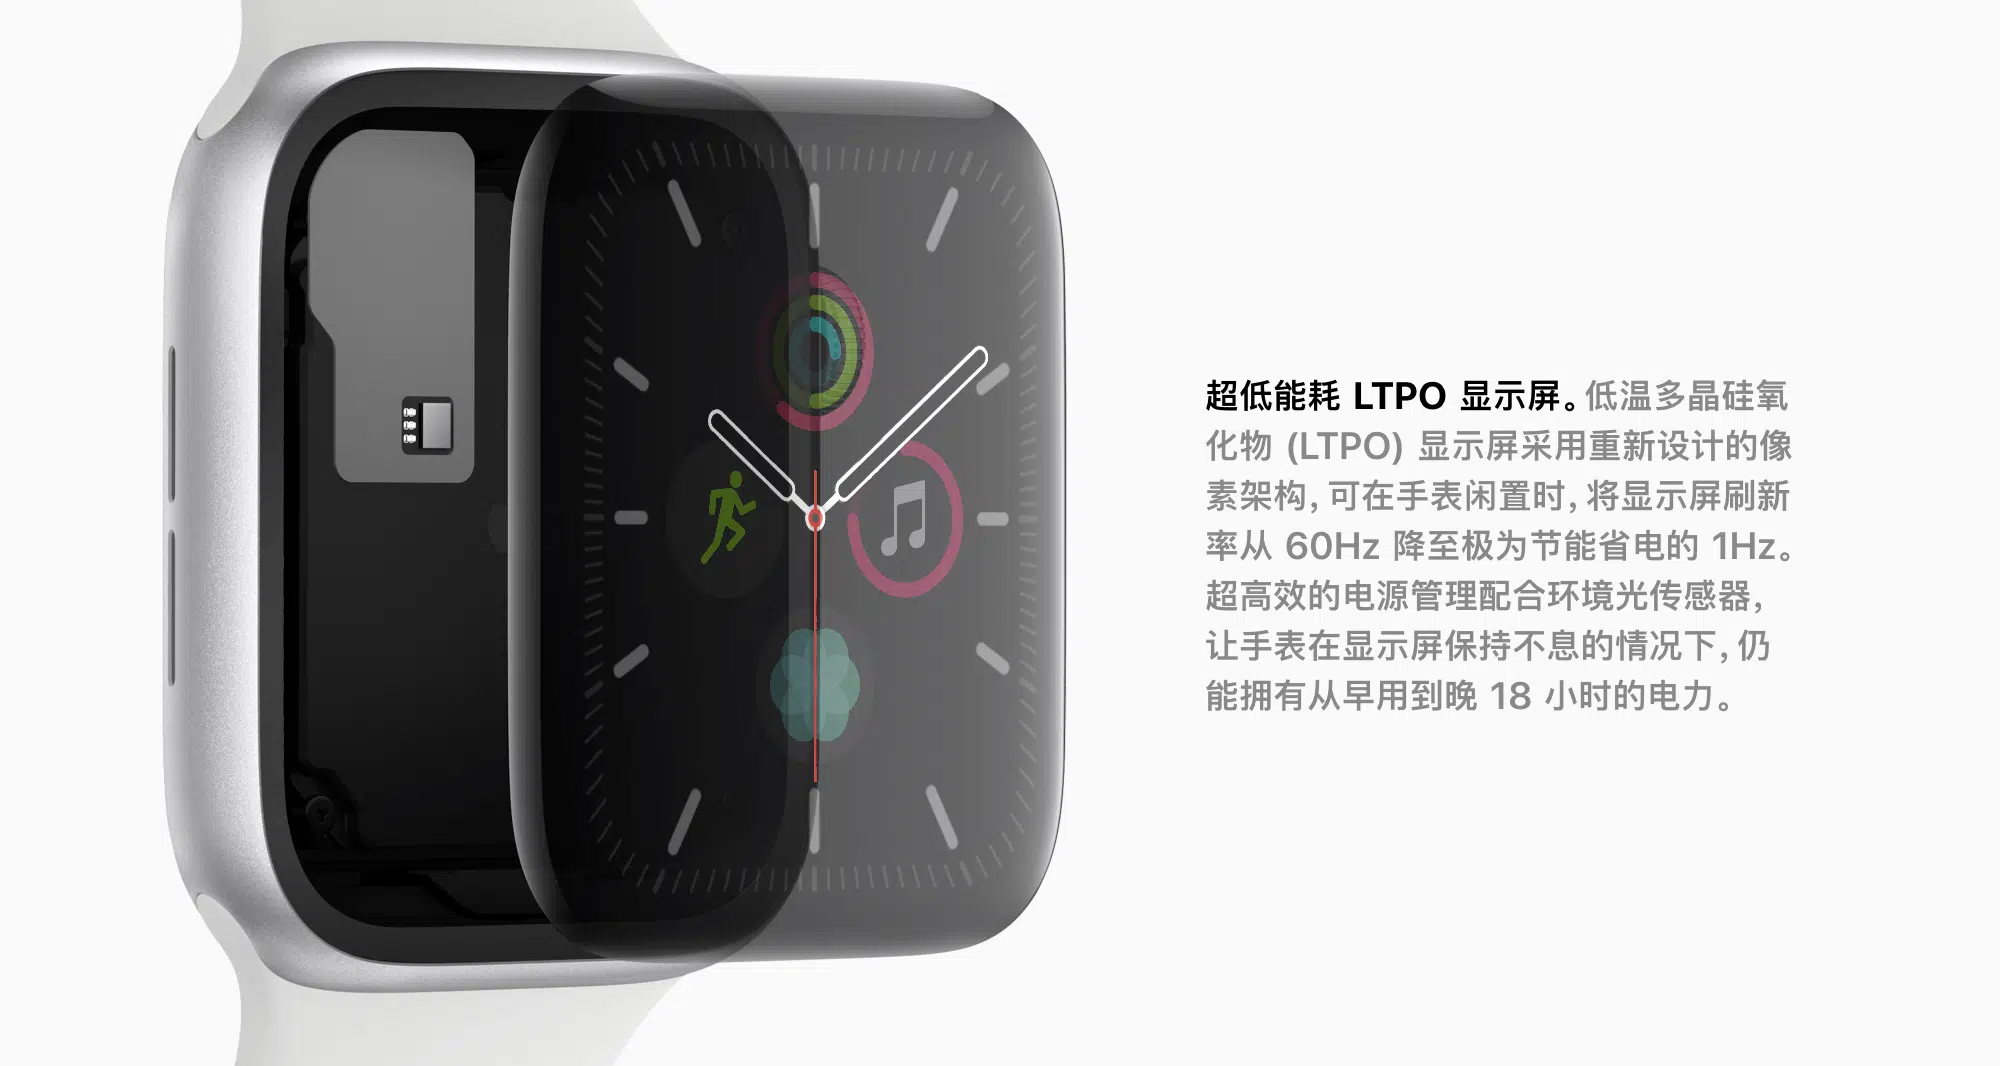 超低能耗 LTPO 显示屏。低温多晶硅氧
化物 (LTPO) 显示屏采用重新设计的像
素架构，可在手表闲置时，将显示屏刷新
率从 60Hz 降至极为节能省电的 1Hz。
超高效的电源管理配合环境光传感器，
让手表在显示屏保持不息的情况下，仍
能拥有从早用到晚 18 小时的电力。